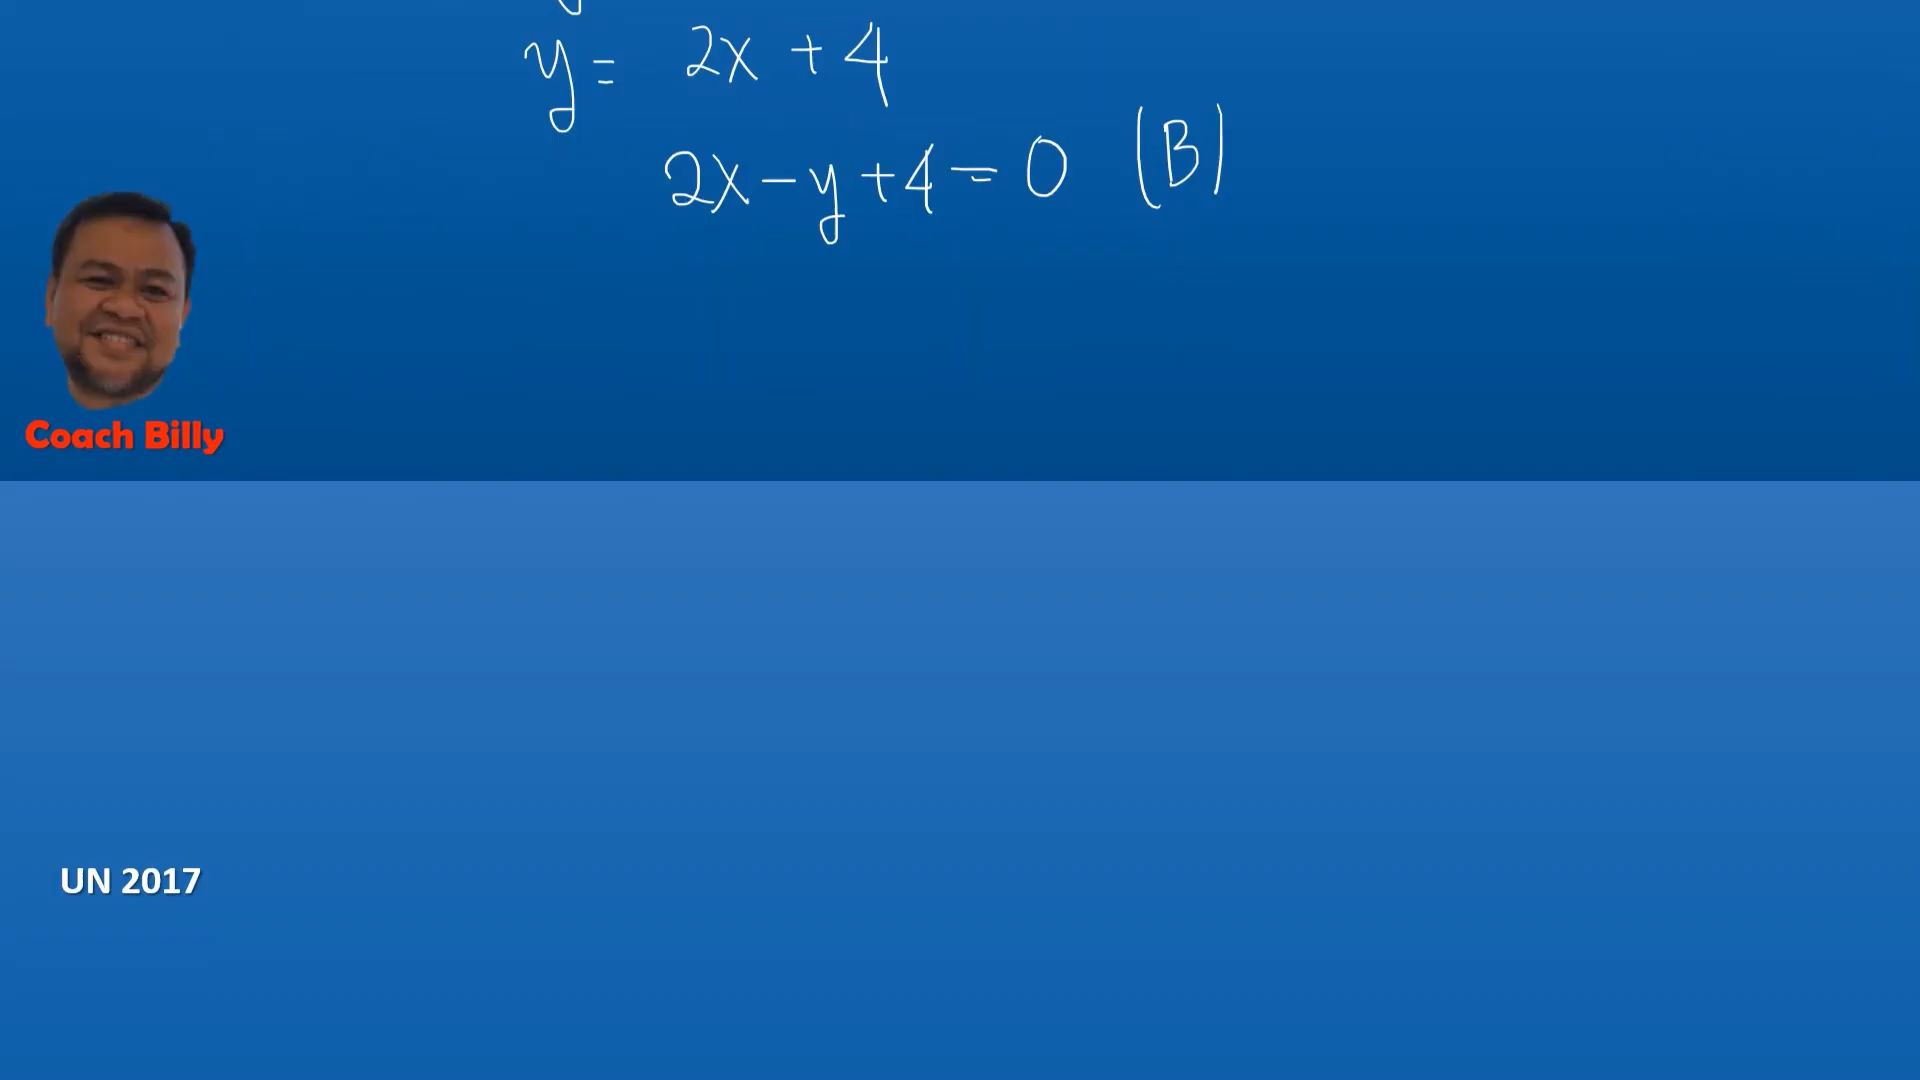 y = 2x + 4
2x - y + 4 = 0 (B)
Coach Billy
UN 2017